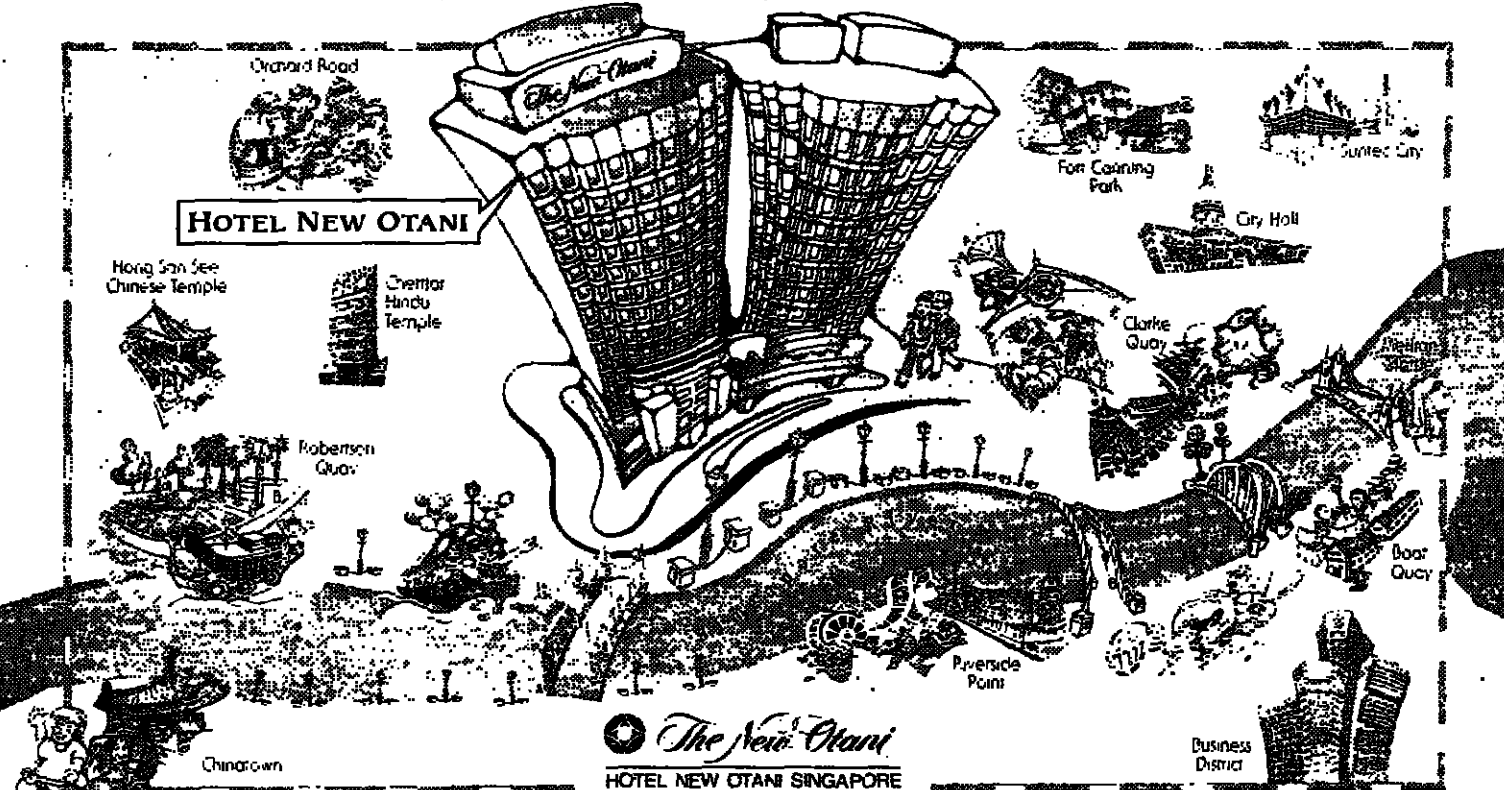 Orchard Road
The New Otani
Fort Canning
Park
Suntec City
HOTEL NEW OTANI
City Hall
Hong San See
Chinese Temple
Chettiar
Hindu
Temple
Clarke
Quay
Robertson
Quay
Boat
Quay
Riverside
Point
Chinatown
The New Otani
HOTEL NEW OTANI SINGAPORE
Business
District